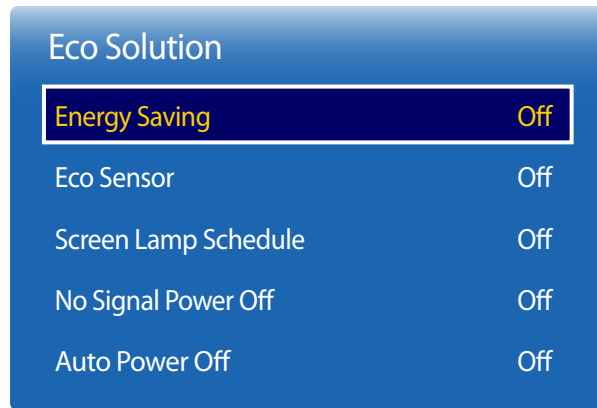 Eco Solution
Energy Saving Off
Eco Sensor Off
Screen Lamp Schedule Off
No Signal Power Off Off
Auto Power Off Off